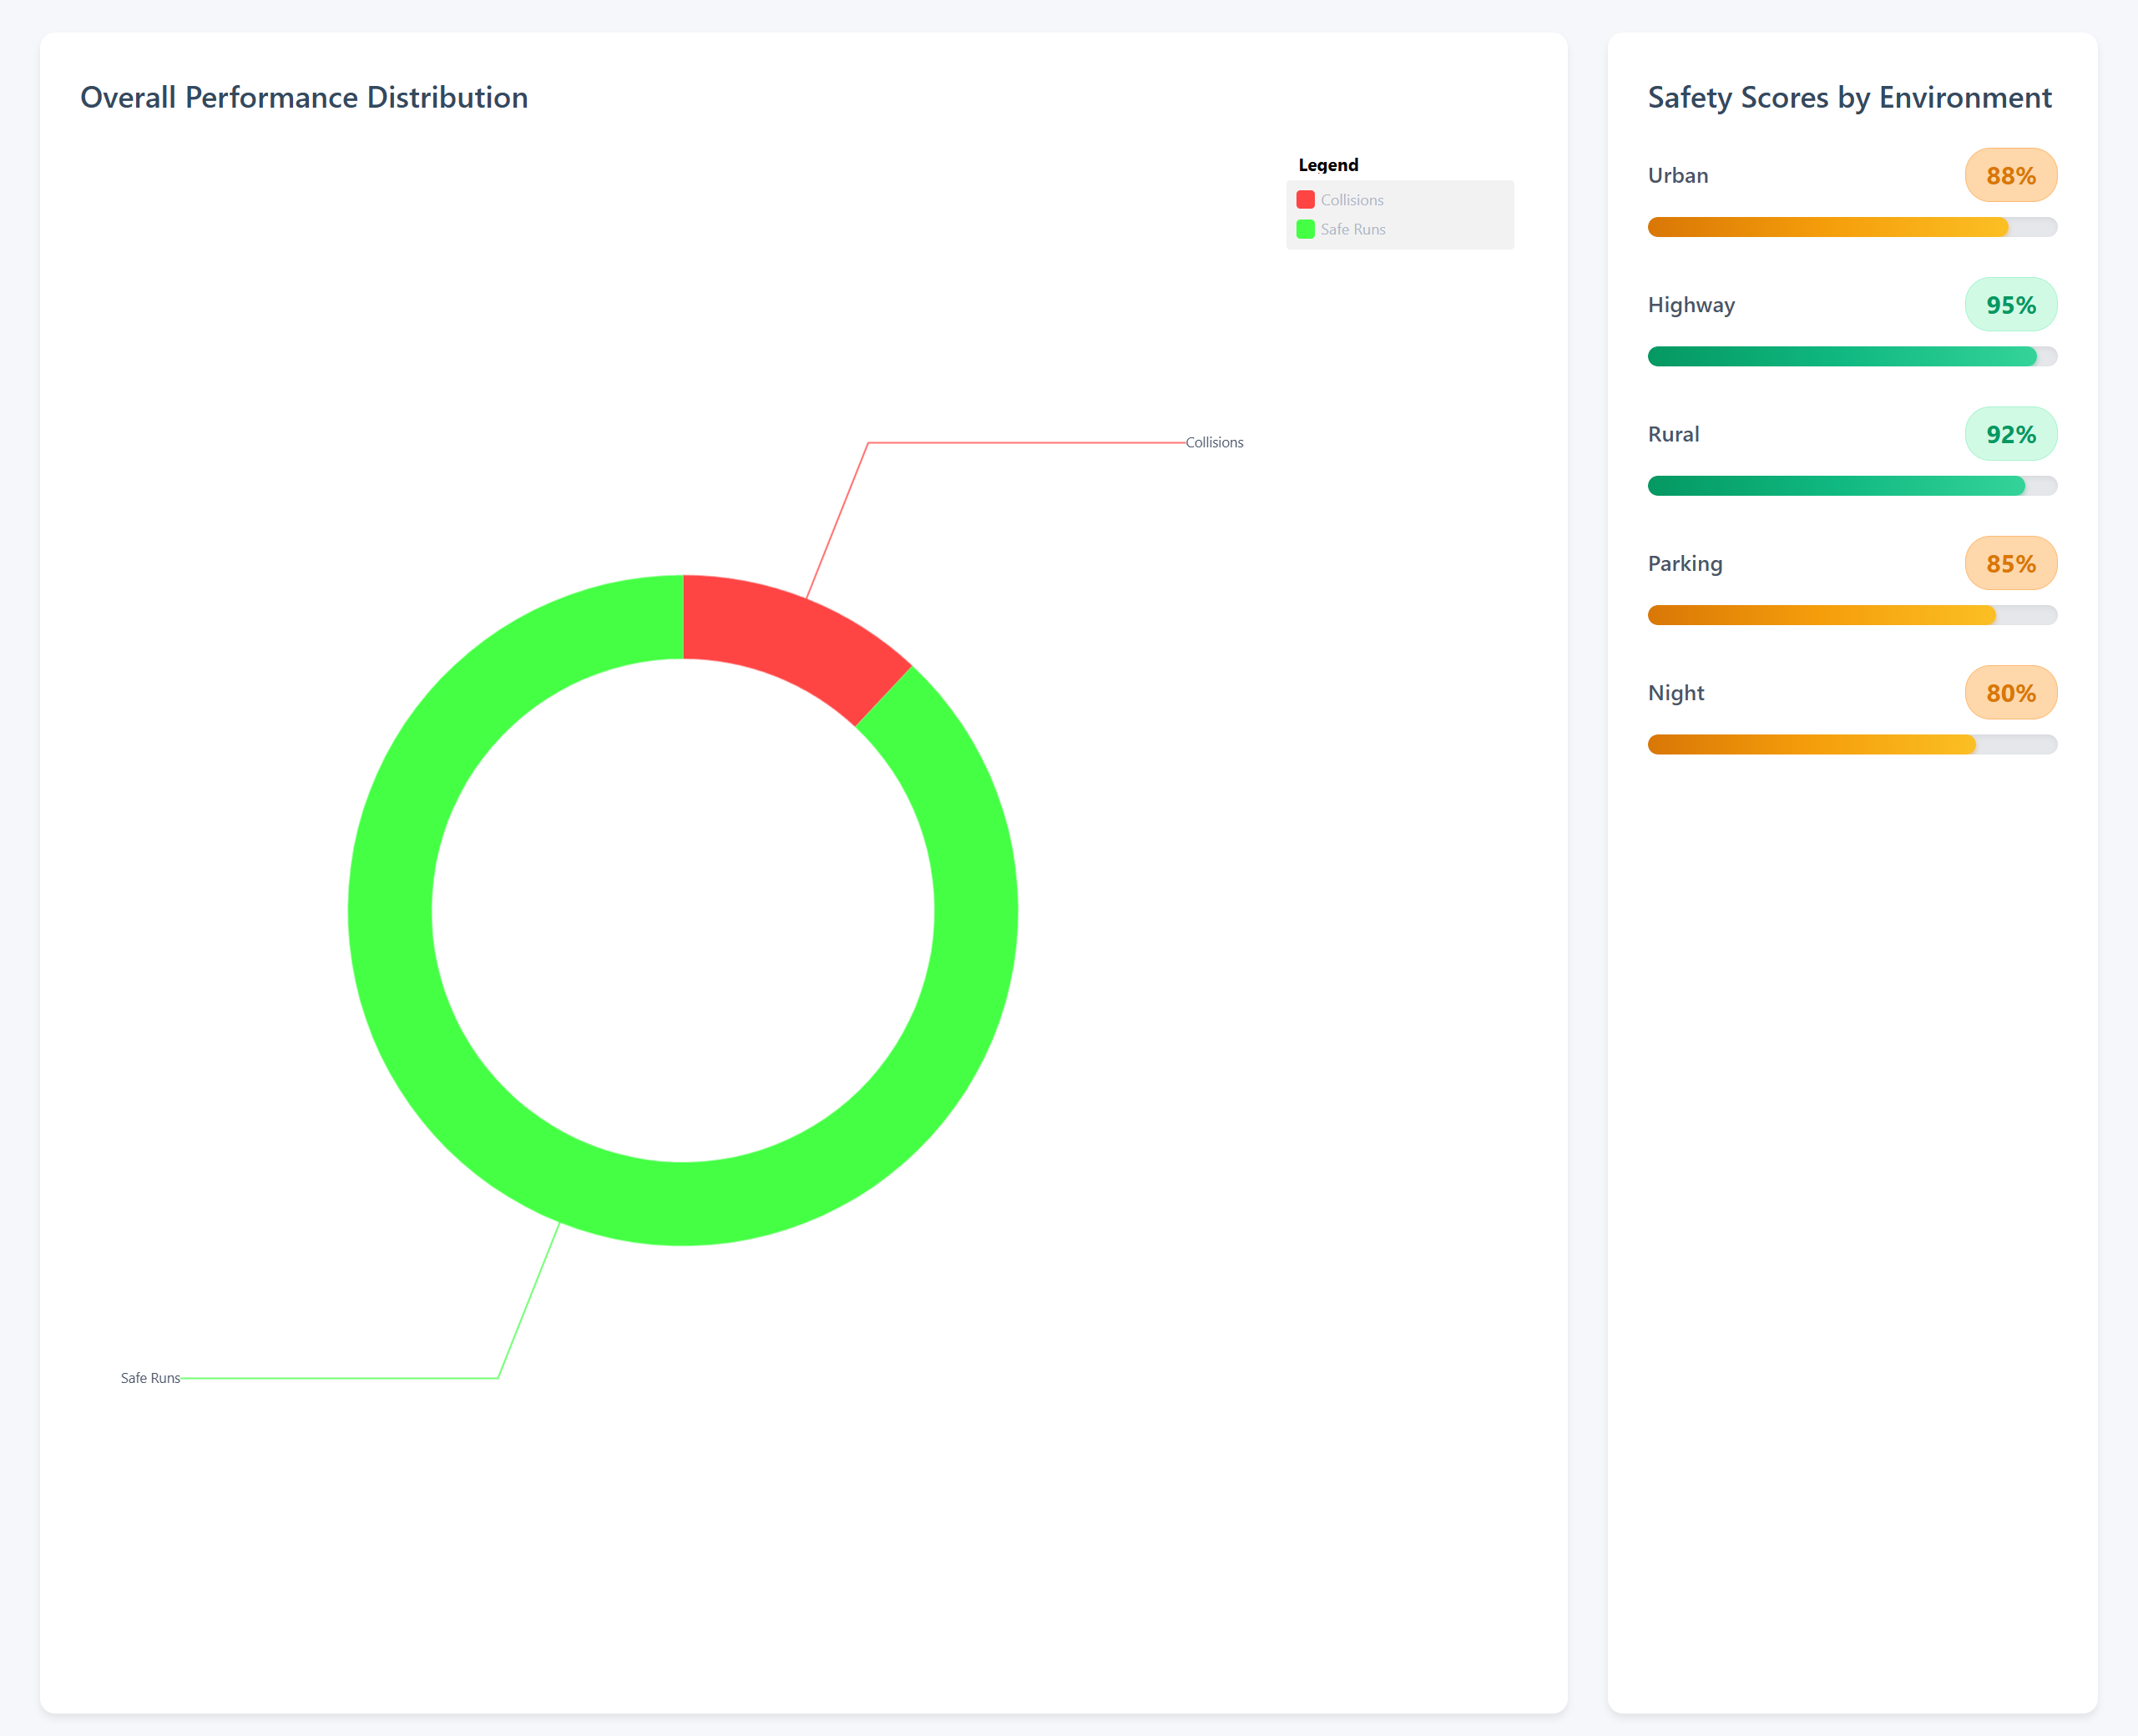 Overall Performance Distribution
Legend
Collisions
Safe Runs
Collisions
Safe Runs
Safety Scores by Environment
Urban
88%
Highway
95%
Rural
92%
Parking
85%
Night
80%